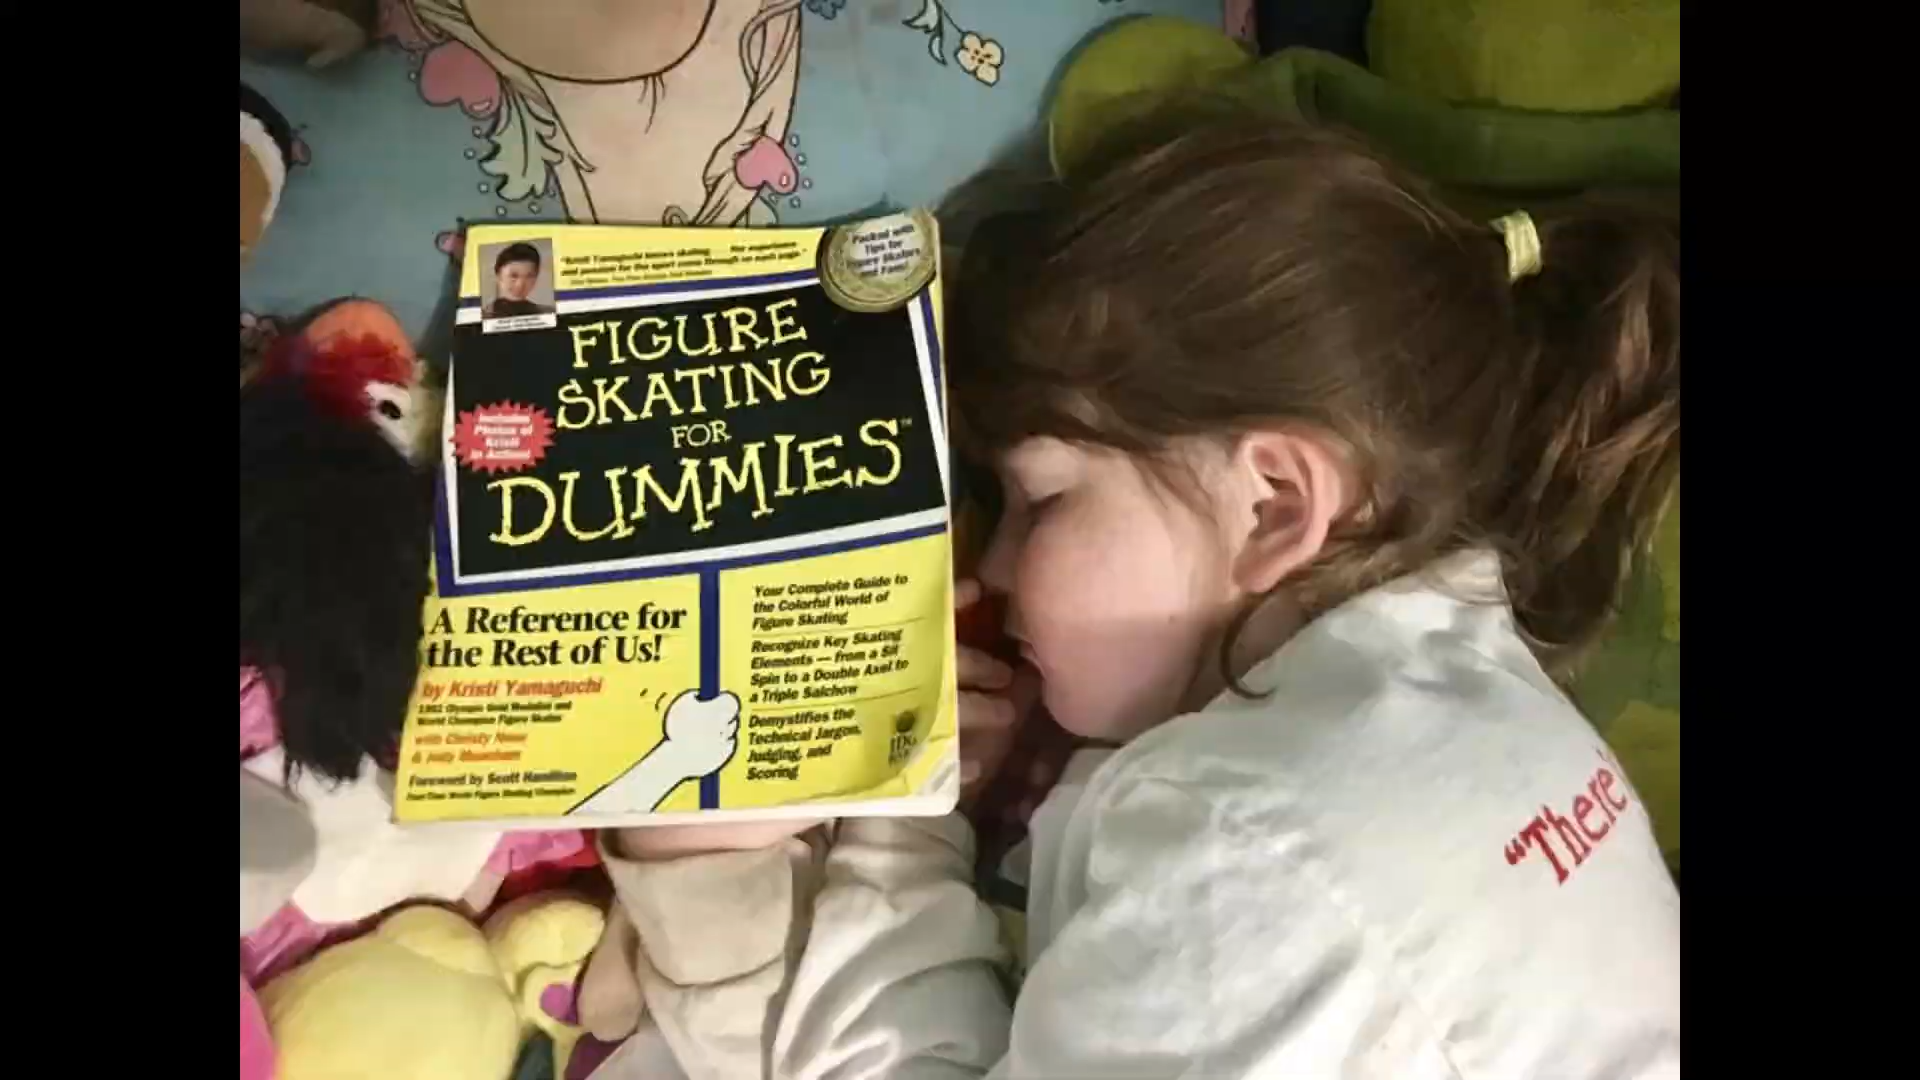 "Kristi Yamaguchi knows skating
Her experience
and passion for the sport come through on each page."
Packed with
Tips for
Figure Skaters
and Fans!
FIGURE
SKATING
FOR
DUMMIES™
Includes
Photos of
Kristi
in Action!
A Reference for
the Rest of Us!
by Kristi Yamaguchi
1992 Olympic Gold Medalist and
World Champion Figure Skater
with Christy Ness
& Jody Meacham
Foreword by Scott Hamilton
Four-Time World Figure Skating Champion
Your Complete Guide to
the Colorful World of
Figure Skating
Recognize Key Skating
Elements — from a Sit
Spin to a Double Axel to
a Triple Salchow
Demystifies the
Technical Jargon,
Judging, and
Scoring
IDG
BOOKS
"There'